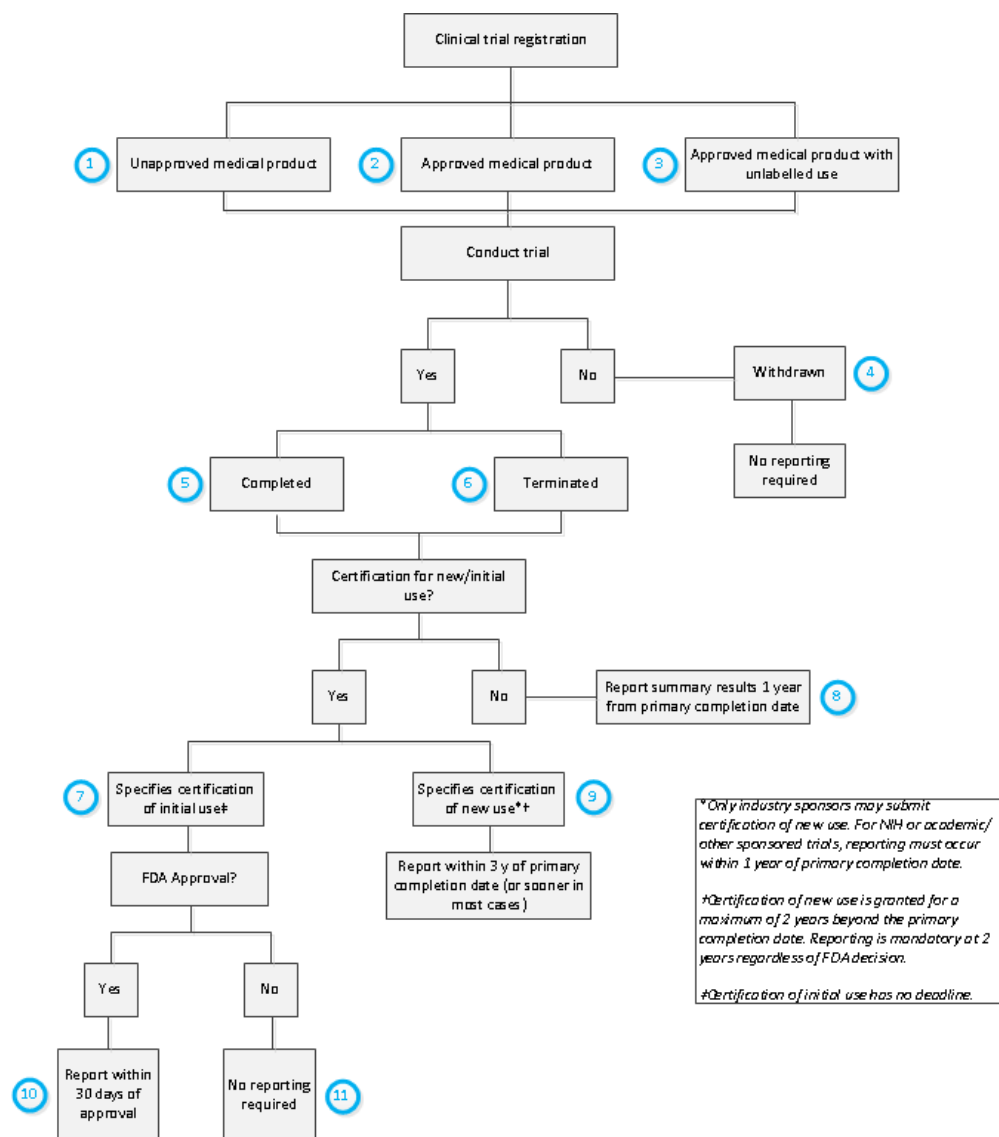 Clinical trial registration
1
Unapproved medical product
2
Approved medical product
3
Approved medical product with
unlabelled use
Conduct trial
Yes
No
Withdrawn
4
5
Completed
6
Terminated
No reporting
required
Certification for new/initial
use?
Yes
No
Report summary results 1 year
from primary completion date
8
7
Specifies certification
of initial use‡
Specifies certification
of new use*†
9
FDA Approval?
Report within 3 y of primary
completion date (or sooner in
most cases)
*Only industry sponsors may submit
certification of new use. For NIH or academic/
other sponsored trials, reporting must occur
within 1 year of primary completion date.
†Certification of new use is granted for a
maximum of 2 years beyond the primary
completion date. Reporting is mandatory at 2
years regardless of FDA decision.
‡Certification of initial use has no deadline.
Yes
No
10
Report within
30 days of
approval
No reporting
required
11